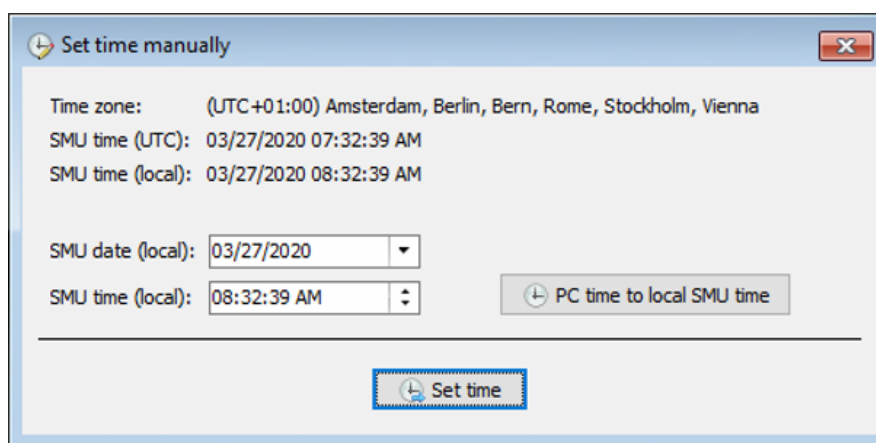 Set time manually
Time zone: (UTC+01:00) Amsterdam, Berlin, Bern, Rome, Stockholm, Vienna
SMU time (UTC): 03/27/2020 07:32:39 AM
SMU time (local): 03/27/2020 08:32:39 AM
SMU date (local): 03/27/2020
SMU time (local): 08:32:39 AM PC time to local SMU time
Set time